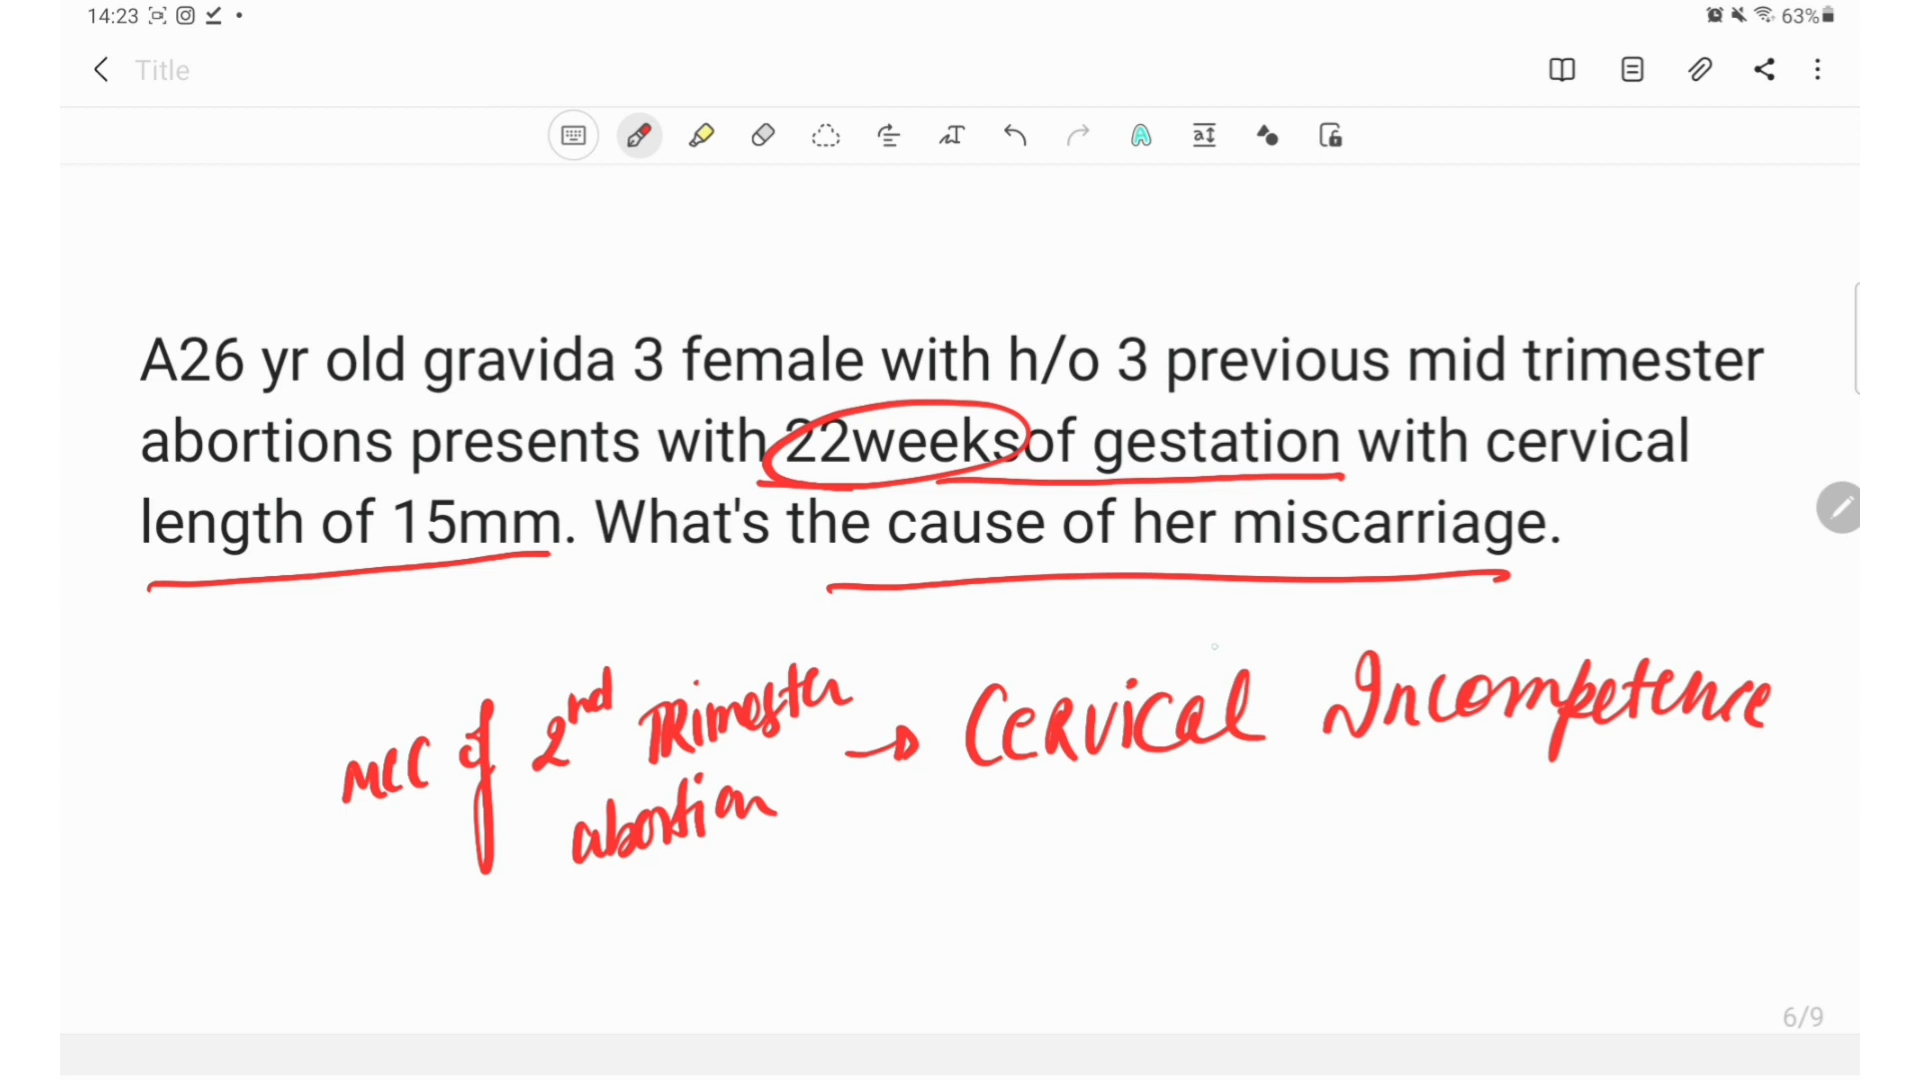 14:23
63%
Title
A26 yr old gravida 3 female with h/o 3 previous mid trimester
abortions presents with 22weeksof gestation with cervical
length of 15mm. What's the cause of her miscarriage.
MCC of 2nd Trimester → Cervical Incompetence
abortion
6/9